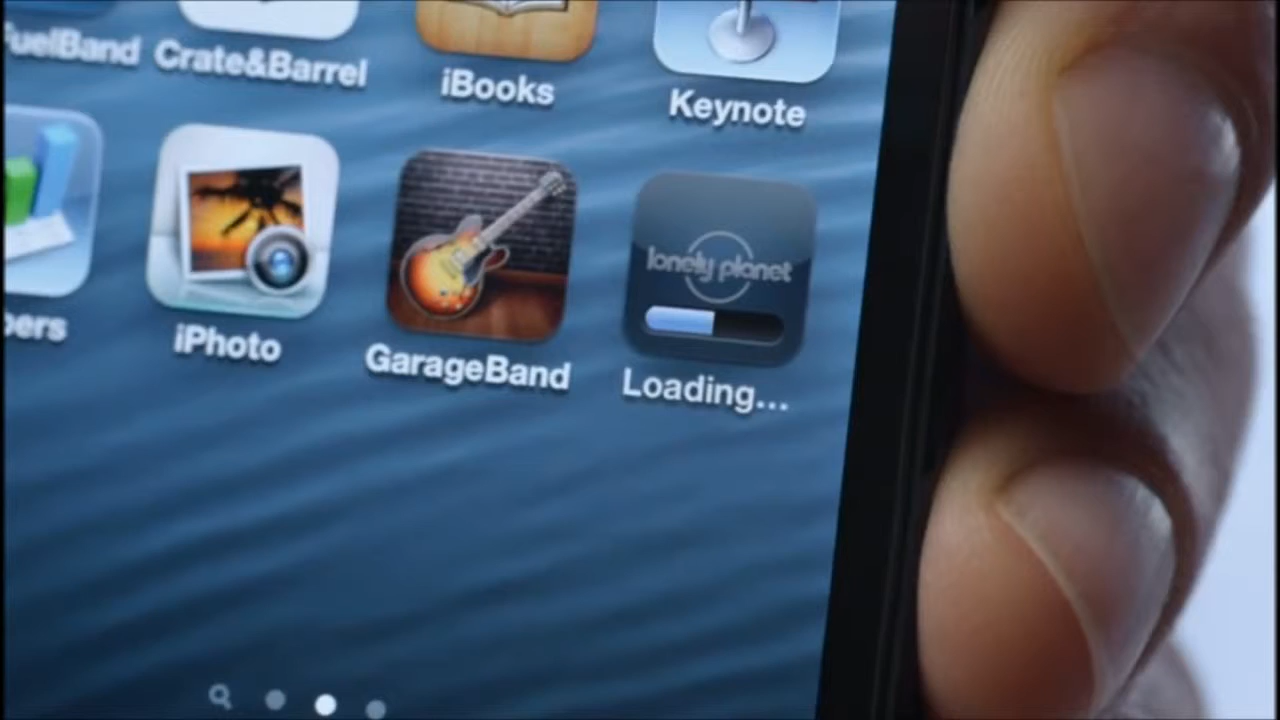 FuelBand Crate&Barrel iBooks Keynote
lonely planet
iPhoto GarageBand Loading...